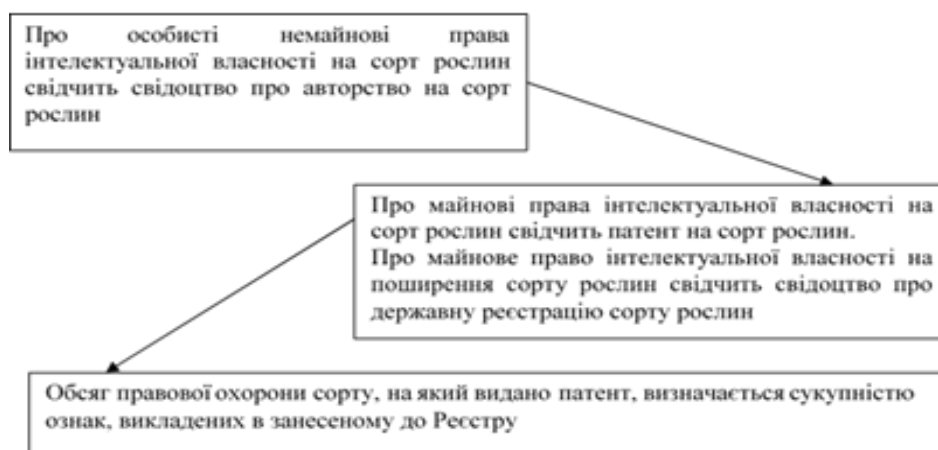 Про особисті немайнові права
інтелектуальної власності на сорт рослин
свідчить свідоцтво про авторство на сорт
рослин
Про майнові права інтелектуальної власності на
сорт рослин свідчить патент на сорт рослин.
Про майнове право інтелектуальної власності на
поширення сорту рослин свідчить свідоцтво про
державну реєстрацію сорту рослин
Обсяг правової охорони сорту, на який видано патент, визначається сукупністю
ознак, викладених в занесеному до Реєстру